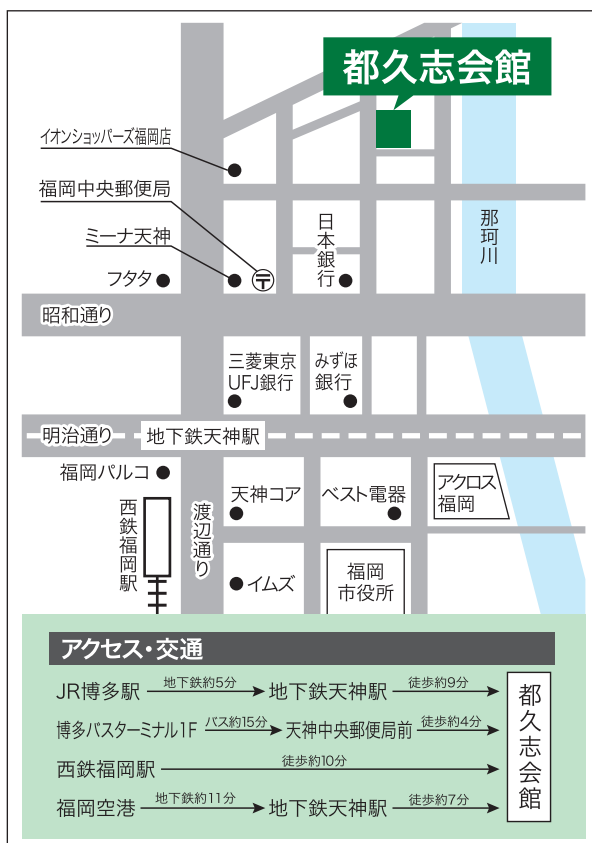 都久志会館
イオンショッパーズ福岡店
福岡中央郵便局
ミーナ天神
フタタ
〒
日本銀行
那珂川
昭和通り
三菱東京
UFJ銀行
みずほ
銀行
明治通り
地下鉄天神駅
福岡パルコ
西鉄福岡駅
渡辺通り
天神コア
ベスト電器
アクロス
福岡
イムズ
福岡
市役所
アクセス・交通
JR博多駅 地下鉄約5分 地下鉄天神駅 徒歩約9分
博多バスターミナル1F バス約15分 天神中央郵便局前 徒歩約4分
西鉄福岡駅 徒歩約10分
福岡空港 地下鉄約11分 地下鉄天神駅 徒歩約7分
都久志会館